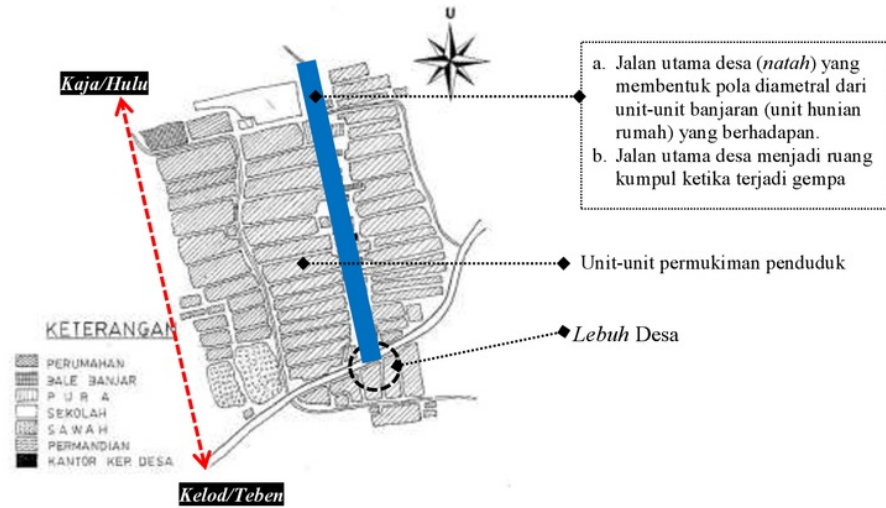 U
Kaja/Hulu
a. Jalan utama desa (natah) yang
membentuk pola diametral dari
unit-unit banjaran (unit hunian
rumah) yang berhadapan.
b. Jalan utama desa menjadi ruang
kumpul ketika terjadi gempa
Unit-unit permukiman penduduk
Lebuh Desa
KETERANGAN
PERUMAHAN
BALE BANJAR
PURA
SEKOLAH
SAWAH
PERMANDIAN
KANTOR KEP. DESA
Kelod/Teben